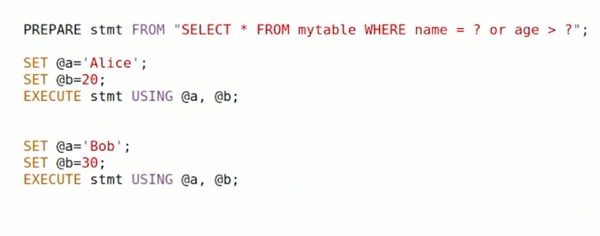 PREPARE stmt FROM "SELECT * FROM mytable WHERE name = ? or age > ?";
SET @a='Alice';
SET @b=20;
EXECUTE stmt USING @a, @b;
SET @a='Bob';
SET @b=30;
EXECUTE stmt USING @a, @b;